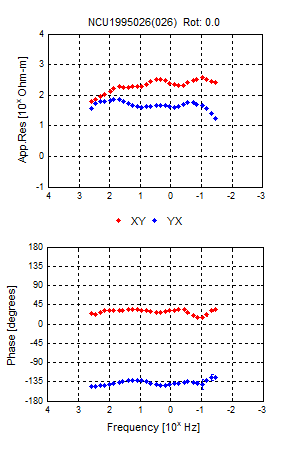 NCU1995026(026) Rot: 0.0
App.Res [10^x Ohm-m]
4
3
2
1
0
-1
4 3 2 1 0 -1 -2 -3
XY YX
Phase [degrees]
180
135
90
45
0
-45
-90
-135
-180
4 3 2 1 0 -1 -2 -3
Frequency [10^x Hz]